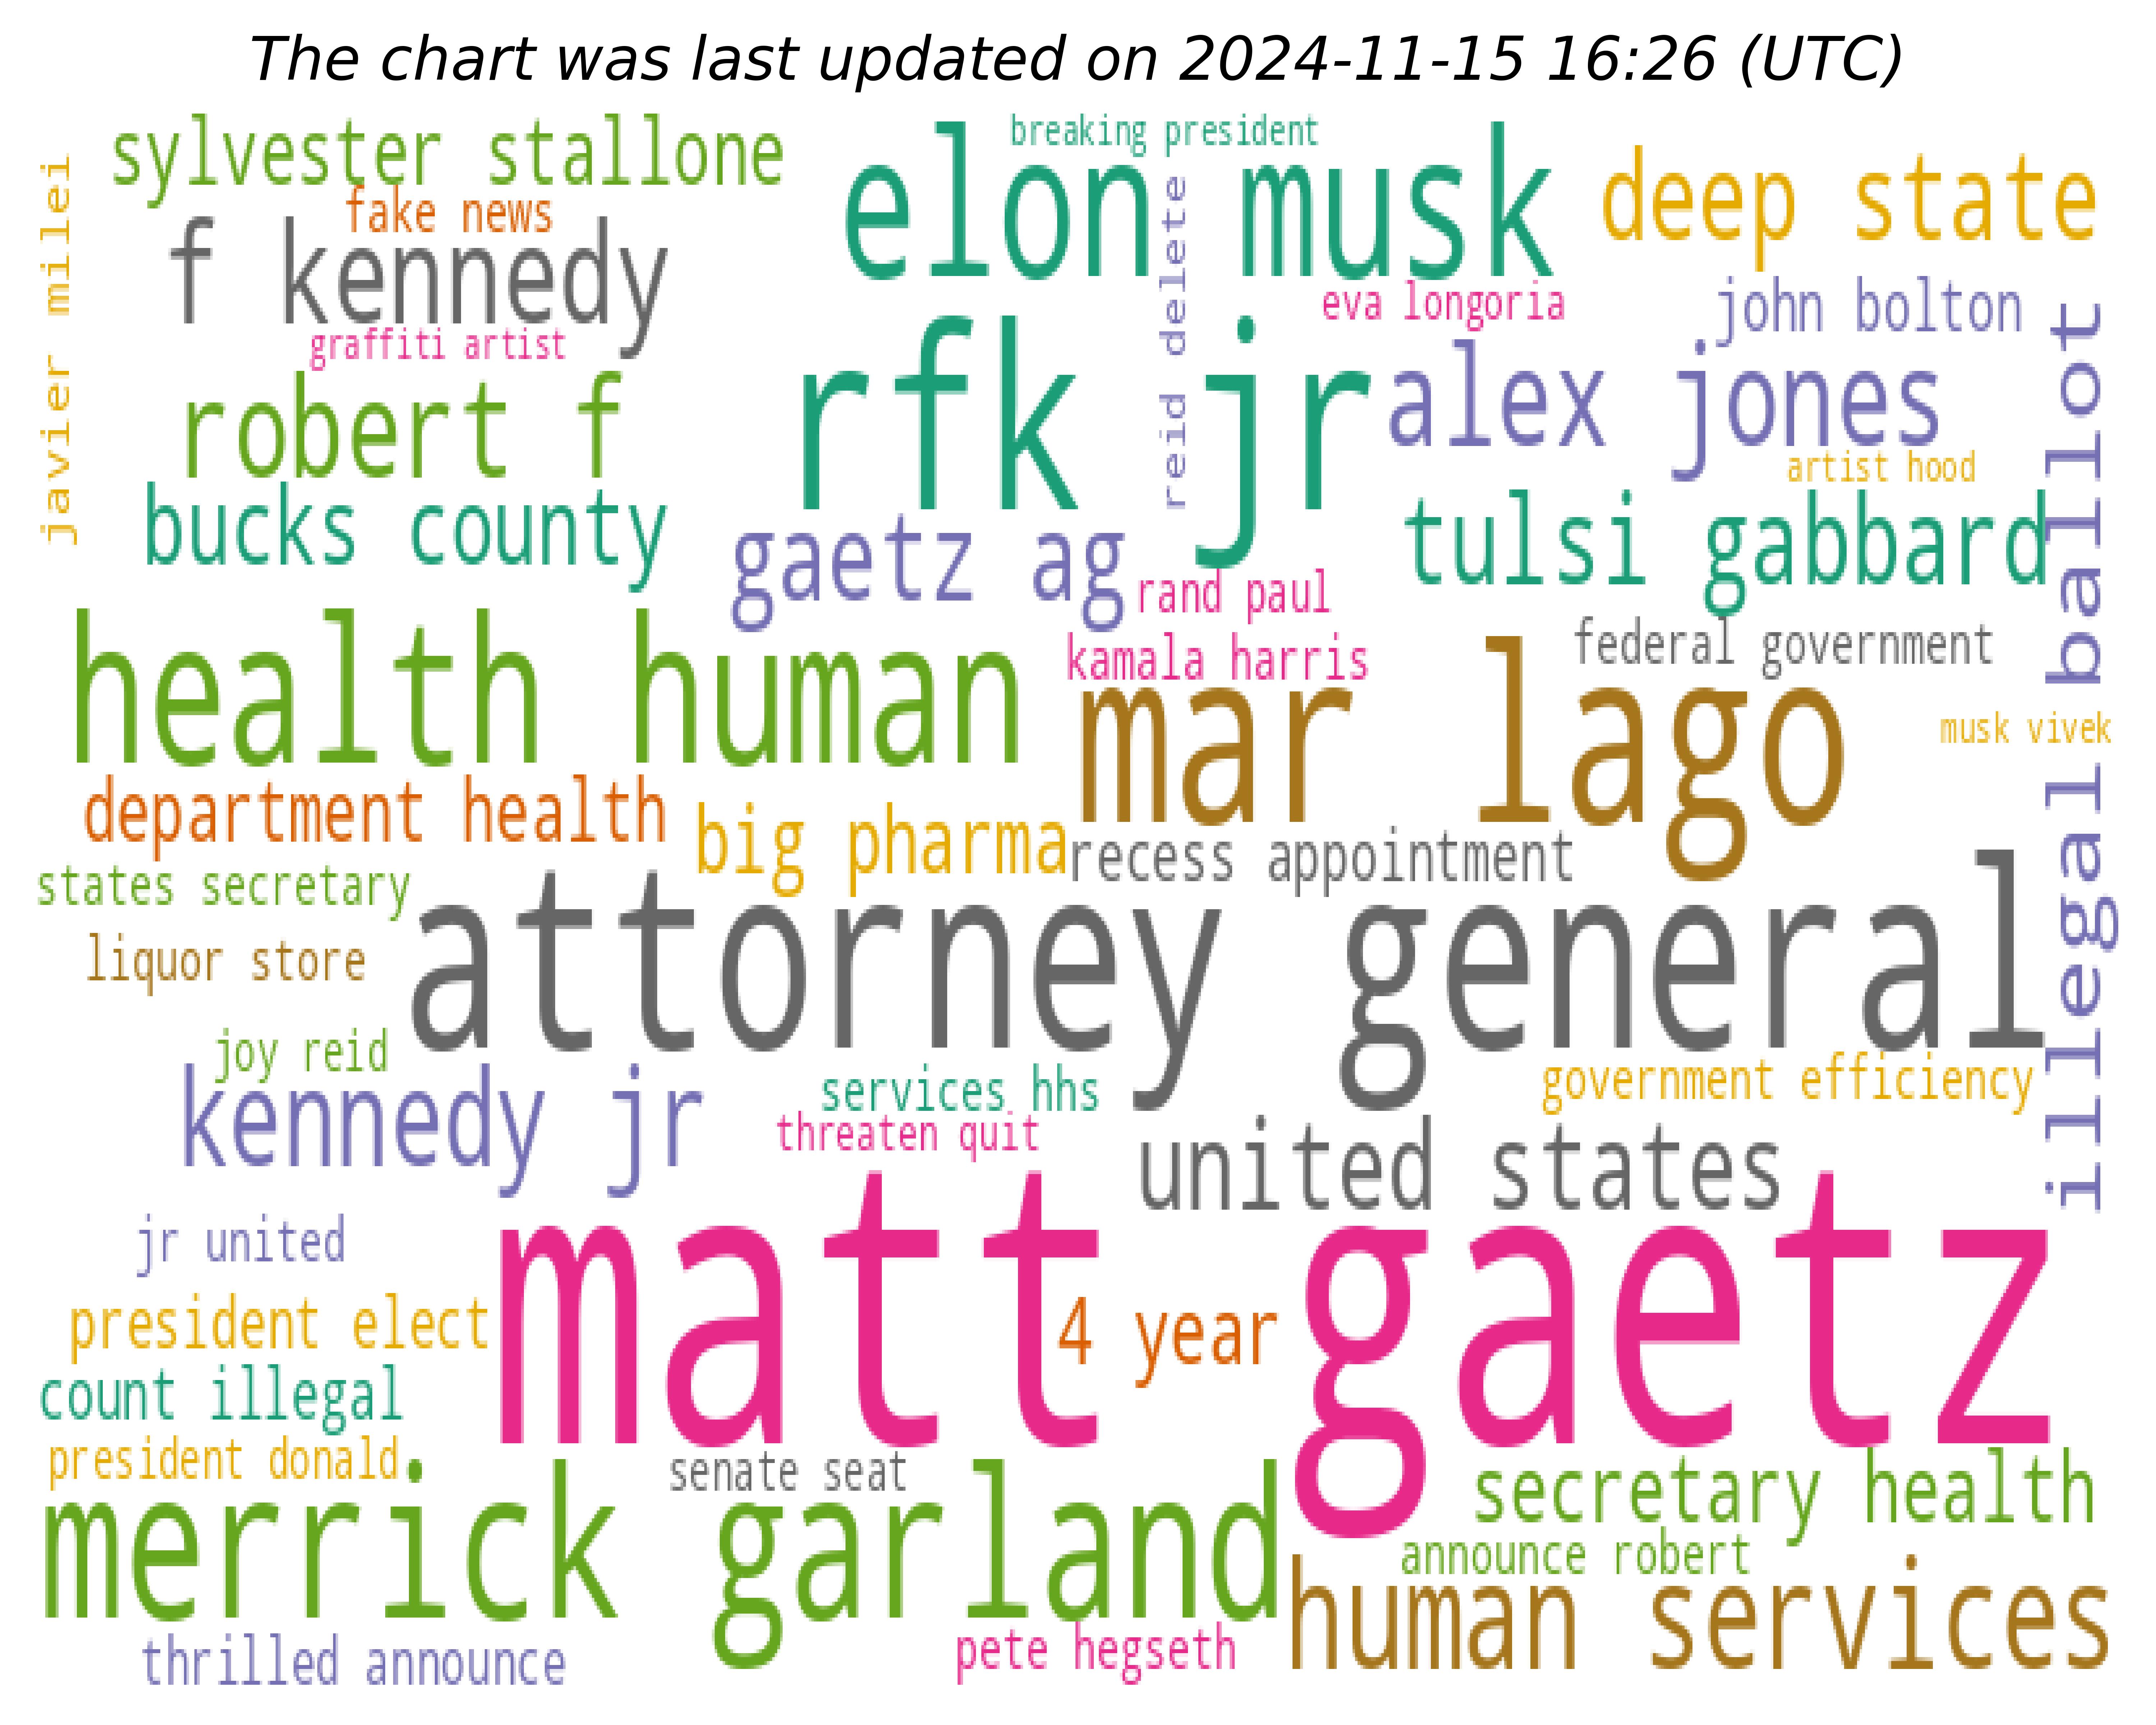 The chart was last updated on 2024-11-15 16:26 (UTC)
sylvester stallone
breaking president
elon musk
deep state
javier milei
fake news
f kennedy
reid delete
eva longoria
john bolton
graffiti artist
rfk jr
alex jones
illegal ballot
robert f
artist hood
bucks county
tulsi gabbard
gaetz ag
rand paul
health human
kamala harris
federal government
mar lago
musk vivek
department health
big pharma
recess appointment
states secretary
attorney general
liquor store
joy reid
kennedy jr
services hhs
government efficiency
threaten quit
united states
matt gaetz
jr united
president elect
4 year
count illegal
president donald
senate seat
secretary health
merrick garland
announce robert
human services
thrilled announce
pete hegseth